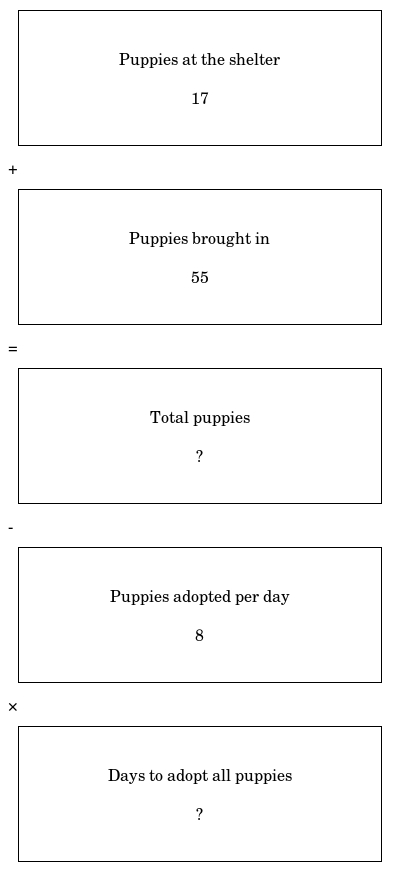 Puppies at the shelter
17
+
Puppies brought in
55
=
Total puppies
?
-
Puppies adopted per day
8
×
Days to adopt all puppies
?